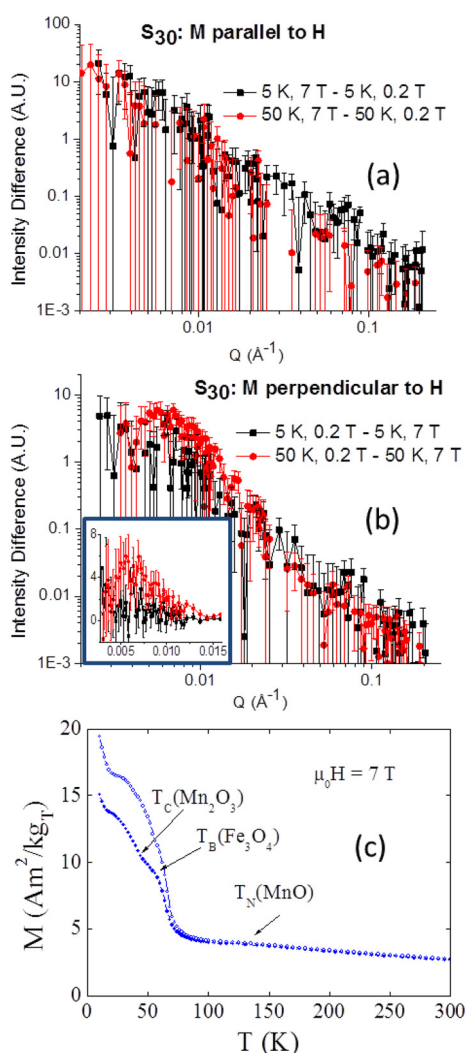 S30: M parallel to H
5 K, 7 T - 5 K, 0.2 T
50 K, 7 T - 50 K, 0.2 T
(a)
Intensity Difference (A.U.)
100
10
1
0.1
0.01
1E-3
0.01
0.1
Q (Å⁻¹)
S30: M perpendicular to H
5 K, 0.2 T - 5 K, 7 T
50 K, 0.2 T - 50 K, 7 T
(b)
Intensity Difference (A.U.)
10
1
0.1
0.01
1E-3
8
4
0
0.005
0.010
0.015
0.01
0.1
Q (Å⁻¹)
20
15
10
5
0
M (Am²/kgT)
μ0H = 7 T
TC(Mn2O3)
TB(Fe3O4)
(c)
TN(MnO)
0
50
100
150
200
250
300
T (K)